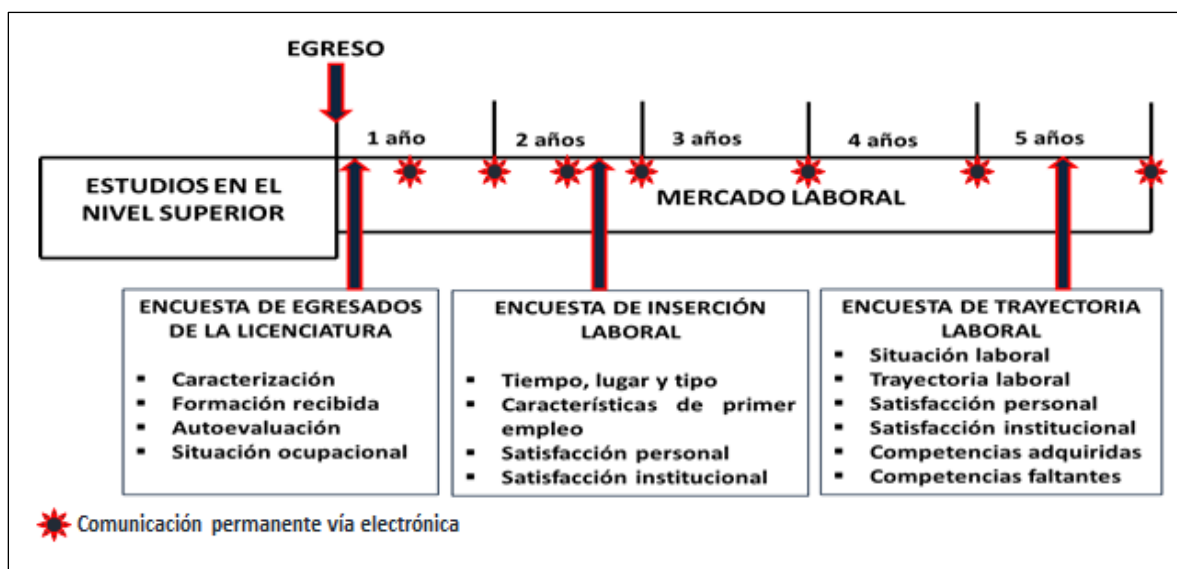 EGRESO
1 año
2 años
3 años
4 años
5 años
ESTUDIOS EN EL
NIVEL SUPERIOR
MERCADO LABORAL
ENCUESTA DE EGRESADOS
DE LA LICENCIATURA
▪ Caracterización
▪ Formación recibida
▪ Autoevaluación
▪ Situación ocupacional
ENCUESTA DE INSERCIÓN
LABORAL
▪ Tiempo, lugar y tipo
▪ Características de primer
empleo
▪ Satisfacción personal
▪ Satisfacción institucional
ENCUESTA DE TRAYECTORIA
LABORAL
▪ Situación laboral
▪ Trayectoria laboral
▪ Satisfacción personal
▪ Satisfacción institucional
▪ Competencias adquiridas
▪ Competencias faltantes
Comunicación permanente vía electrónica